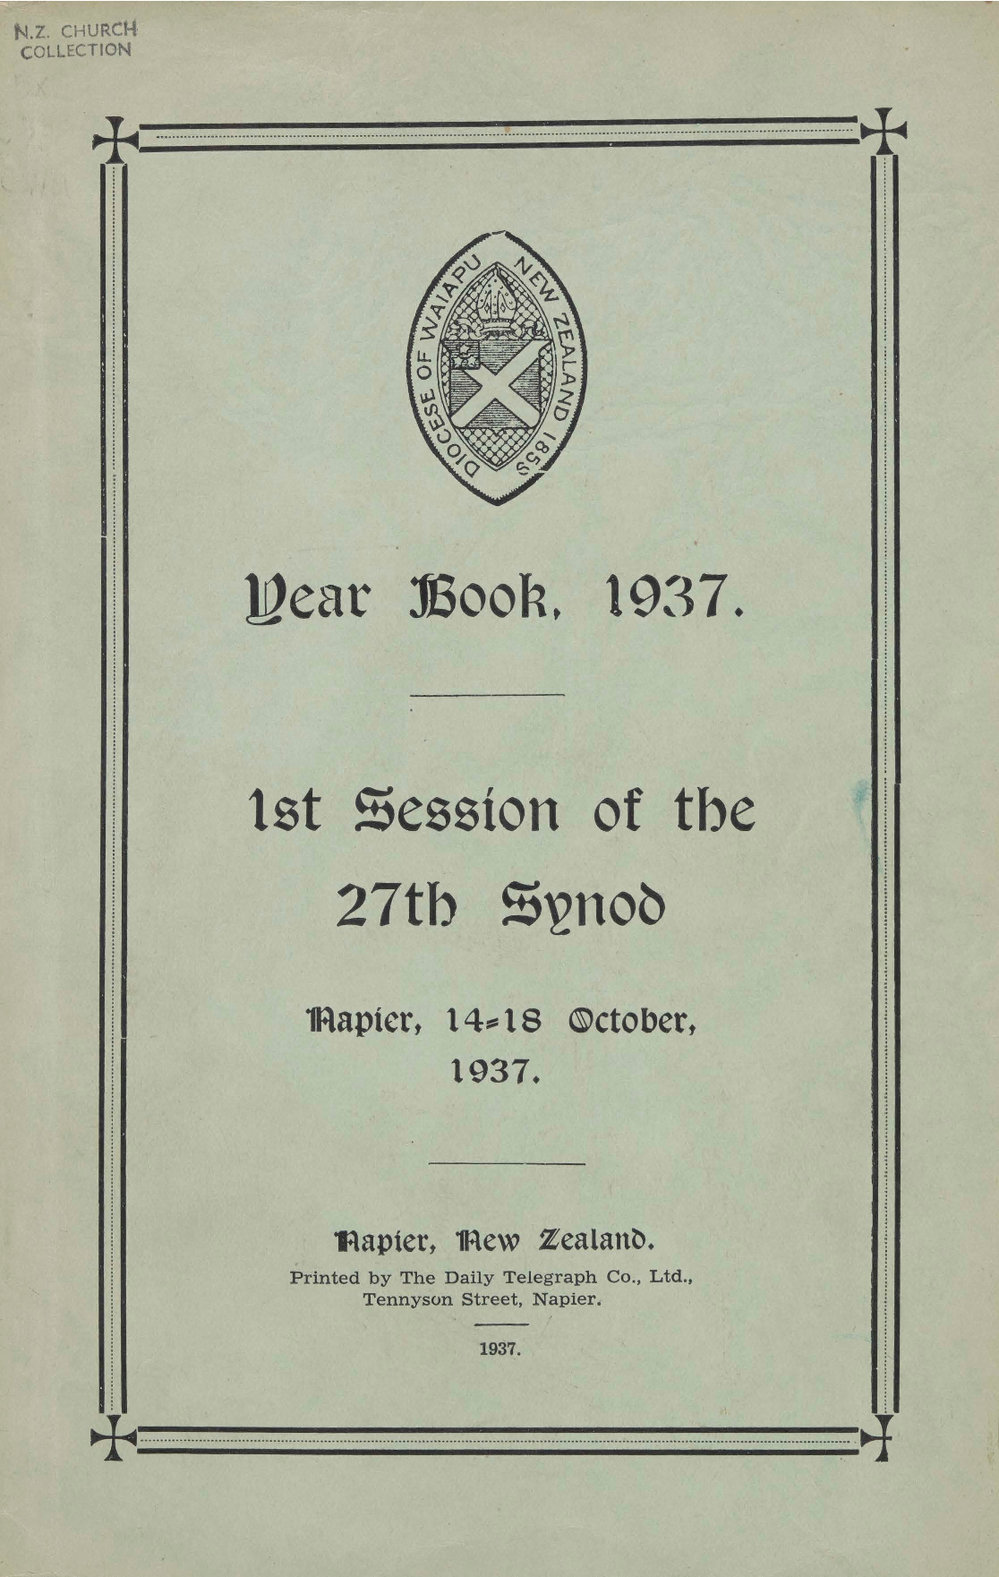 N.Z. CHURCH
COLLECTION
DIOCESE OF WAIAPU NEW ZEALAND 1859
Year Book, 1937.
1st Session of the
27th Synod
Napier, 14-18 October,
1937.
Napier, New Zealand.
Printed by The Daily Telegraph Co., Ltd.,
Tennyson Street, Napier.
1937.